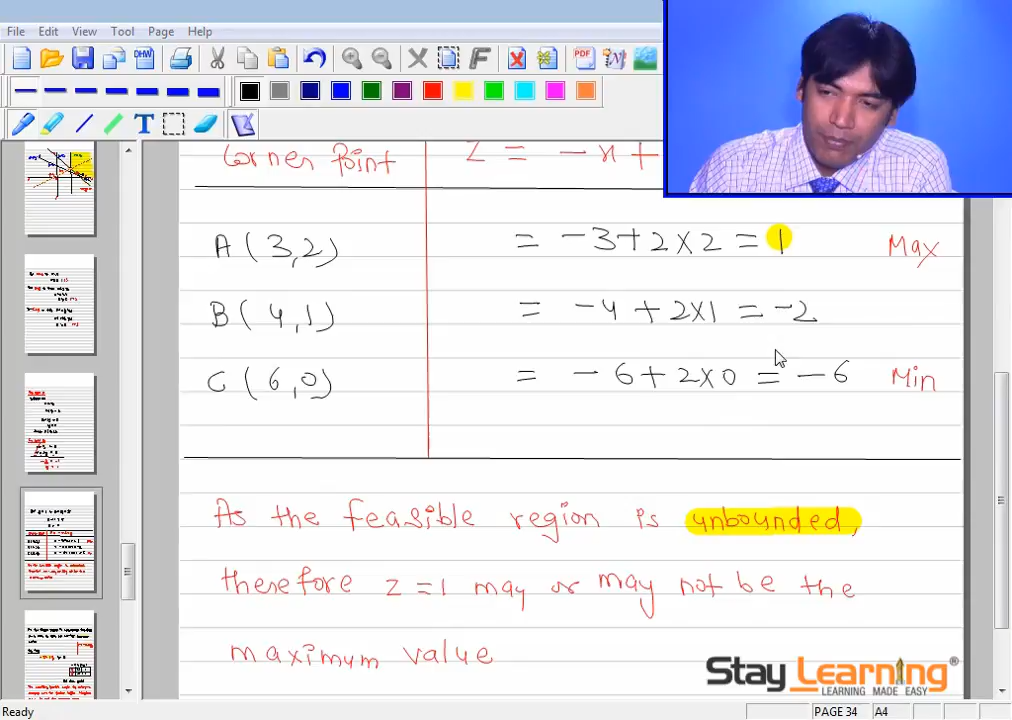 File Edit View Tool Page Help
Corner Point Z = -x +
A(3,2) = -3+2×2 = 1 Max
B(4,1) = -4+2×1 = -2
C(6,0) = -6+2×0 = -6 Min
As the feasible region is unbounded,
therefore z=1 may or may not be the
maximum value
Stay Learning®
LEARNING MADE EASY
Ready PAGE 34 A4